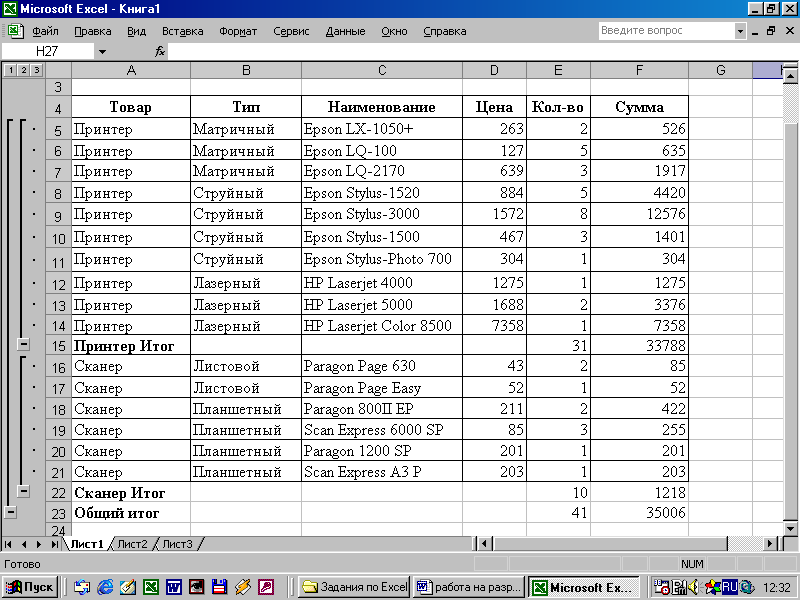 Microsoft Excel - Книга1
Файл Правка Вид Вставка Формат Сервис Данные Окно Справка Введите вопрос
H27 fx
1 2 3 A B C D E F G H
3
4 Товар Тип Наименование Цена Кол-во Сумма
5 Принтер Матричный Epson LX-1050+ 263 2 526
6 Принтер Матричный Epson LQ-100 127 5 635
7 Принтер Матричный Epson LQ-2170 639 3 1917
8 Принтер Струйный Epson Stylus-1520 884 5 4420
9 Принтер Струйный Epson Stylus-3000 1572 8 12576
10 Принтер Струйный Epson Stylus-1500 467 3 1401
11 Принтер Струйный Epson Stylus-Photo 700 304 1 304
12 Принтер Лазерный HP Laserjet 4000 1275 1 1275
13 Принтер Лазерный HP Laserjet 5000 1688 2 3376
14 Принтер Лазерный HP Laserjet Color 8500 7358 1 7358
15 Принтер Итог 31 33788
16 Сканер Листовой Paragon Page 630 43 2 85
17 Сканер Листовой Paragon Page Easy 52 1 52
18 Сканер Планшетный Paragon 800II EP 211 2 422
19 Сканер Планшетный Scan Express 6000 SP 85 3 255
20 Сканер Планшетный Paragon 1200 SP 201 1 201
21 Сканер Планшетный Scan Express A3 P 203 1 203
22 Сканер Итог 10 1218
23 Общий итог 41 35006
24
Лист1 Лист2 Лист3
Готово NUM
Пуск Задания по Excel работа на разр... Microsoft Ex... RU 12:32